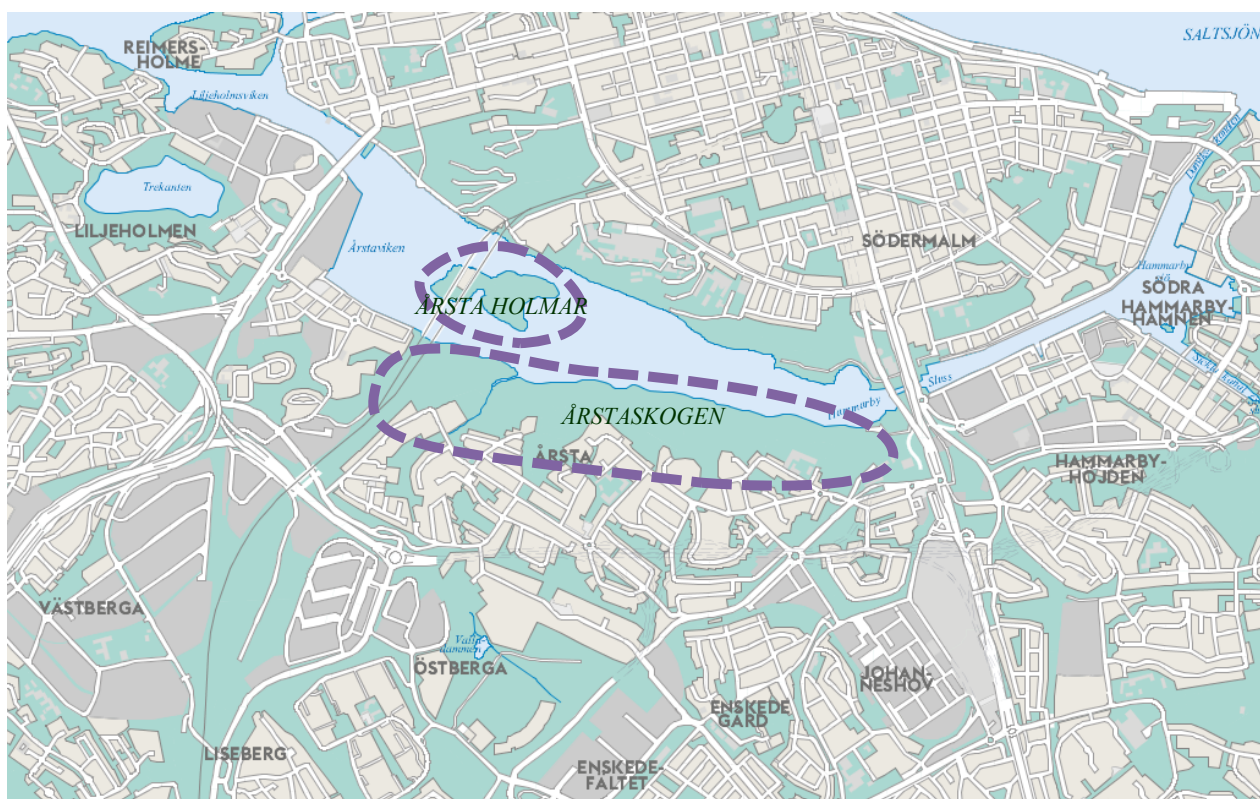 SALTSJÖN
REIMERS-
HOLME
Liljeholmsviken
Trekanten
LILJEHOLMEN
Årstaviken
SÖDERMALM
Hammarby
sjö
SÖDRA
HAMMARBY-
HAMNEN
ÅRSTA HOLMAR
Sluss
Hammarby
ÅRSTASKOGEN
ÅRSTA
HAMMARBY-
HÖJDEN
VÄSTBERGA
Valla-
dammen
ÖSTBERGA
JOHAN-
NESHOV
ENSKEDE
GÅRD
LISEBERG
ENSKEDE-
FÄLTET